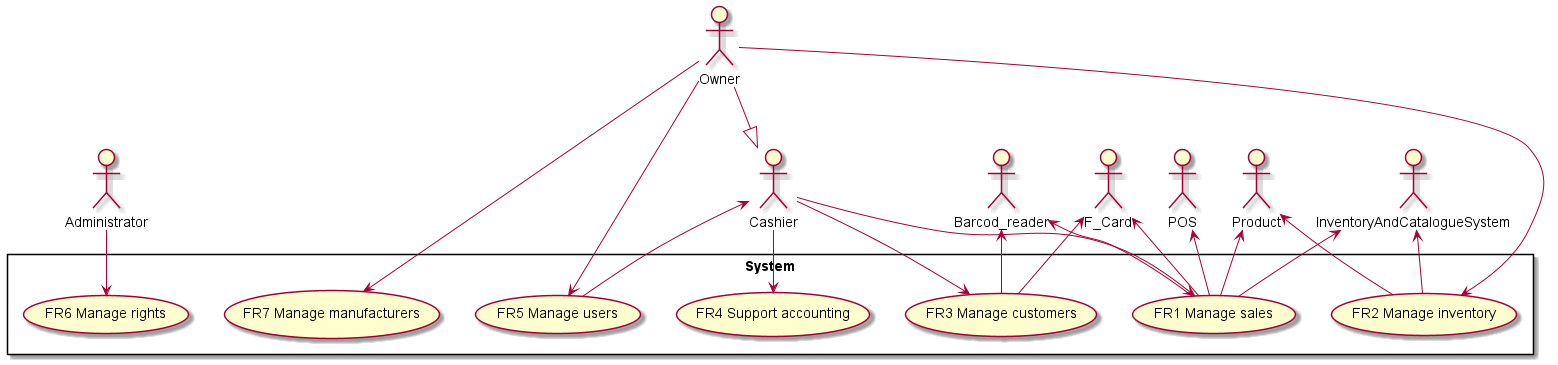 Owner
Administrator
Cashier
Barcod_reader
F_Card
POS
Product
InventoryAndCatalogueSystem
System
FR6 Manage rights
FR7 Manage manufacturers
FR5 Manage users
FR4 Support accounting
FR3 Manage customers
FR1 Manage sales
FR2 Manage inventory